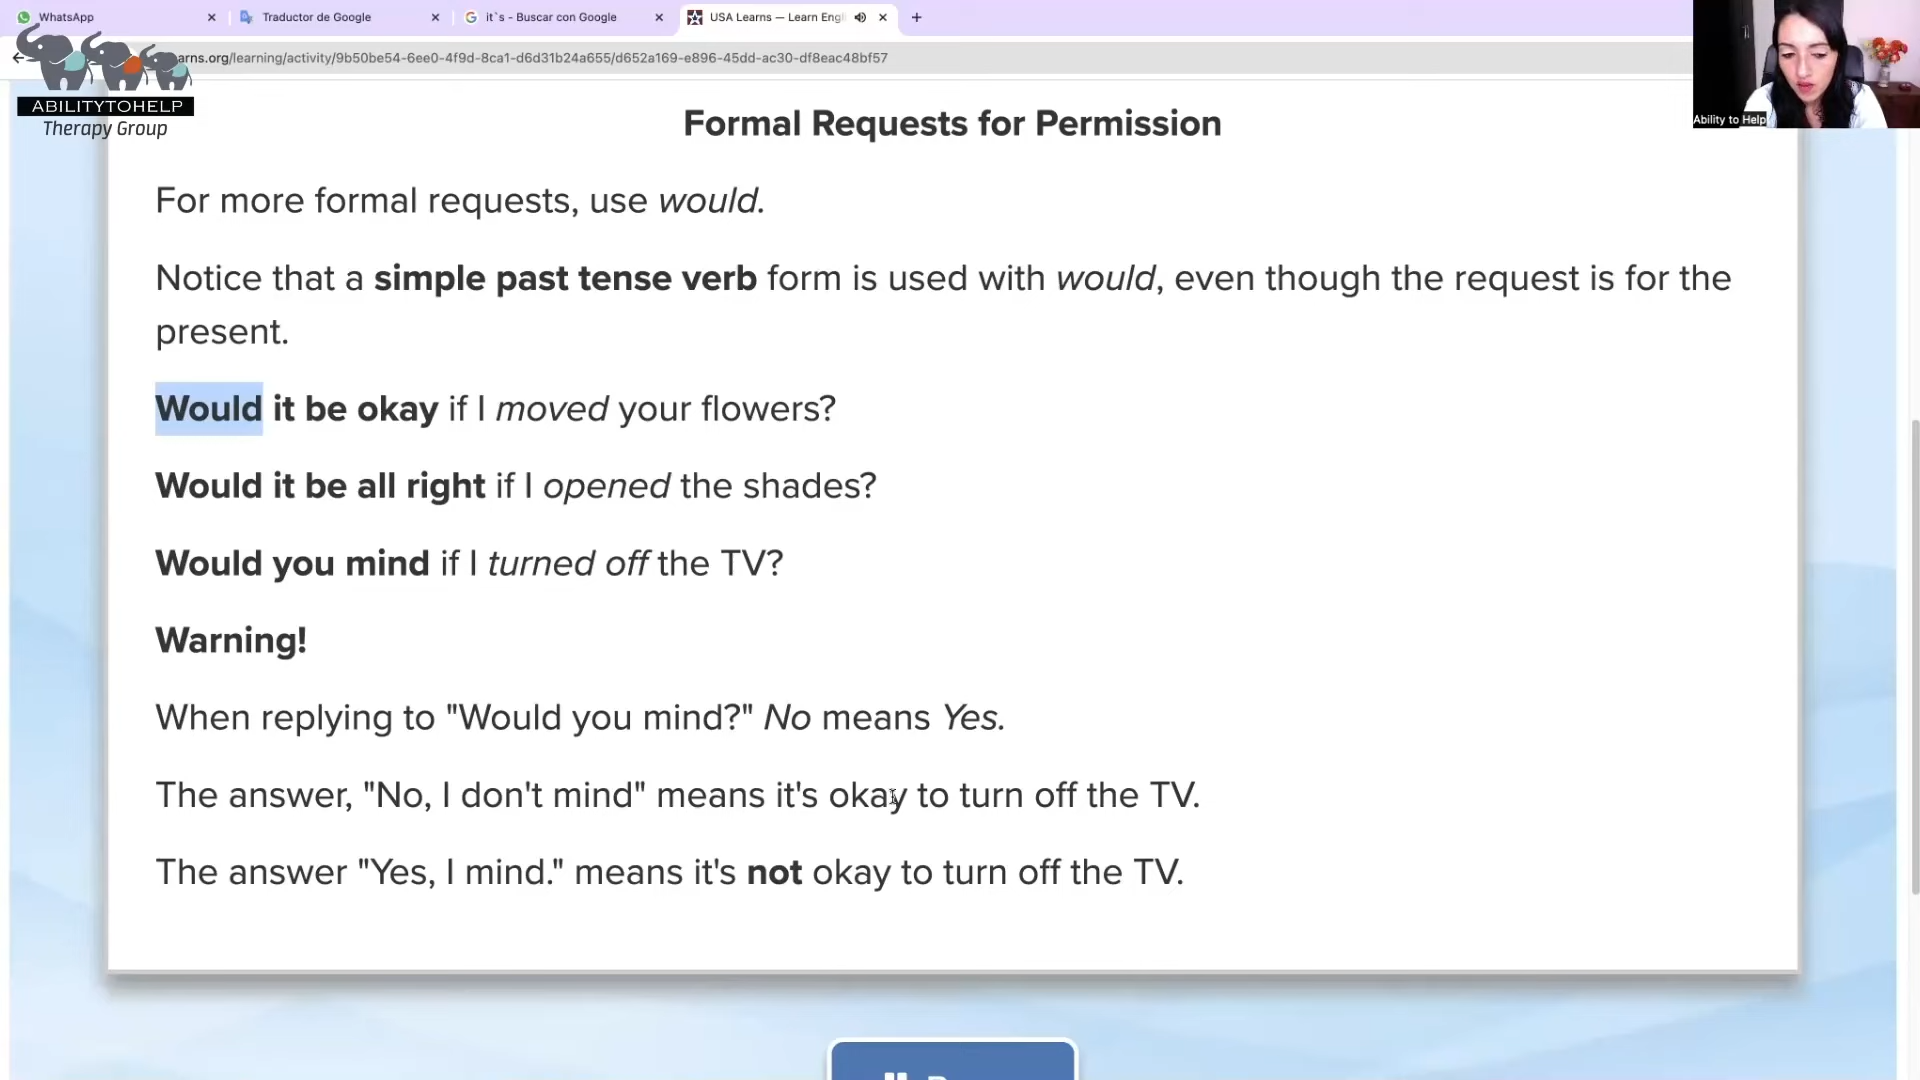 WhatsApp
Traductor de Google
it`s - Buscar con Google
USA Learns — Learn Engl
arns.org/learning/activity/9b50be54-6ee0-4f9d-8ca1-d6d31b24a655/d652a169-e896-45dd-ac30-df8eac48bf57
ABILITYTOHELP
Therapy Group
Ability to Help
Formal Requests for Permission
For more formal requests, use would.
Notice that a simple past tense verb form is used with would, even though the request is for the
present.
Would it be okay if I moved your flowers?
Would it be all right if I opened the shades?
Would you mind if I turned off the TV?
Warning!
When replying to "Would you mind?" No means Yes.
The answer, "No, I don't mind" means it's okay to turn off the TV.
The answer "Yes, I mind." means it's not okay to turn off the TV.